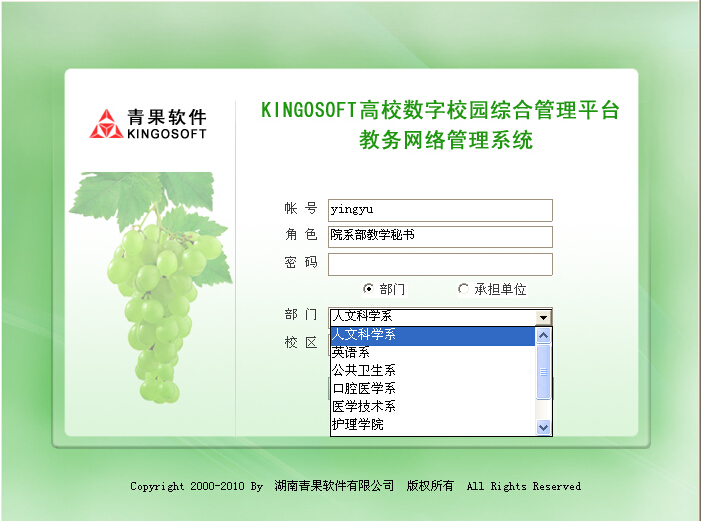 青果软件
KINGOSOFT
KINGOSOFT高校数字校园综合管理平台
教务网络管理系统
帐 号 yingyu
角 色 院系部教学秘书
密 码
部门 承担单位
部 门 人文科学系
校 区
人文科学系
英语系
公共卫生系
口腔医学系
医学技术系
护理学院
Copyright 2000-2010 By 湖南青果软件有限公司 版权所有 All Rights Reserved